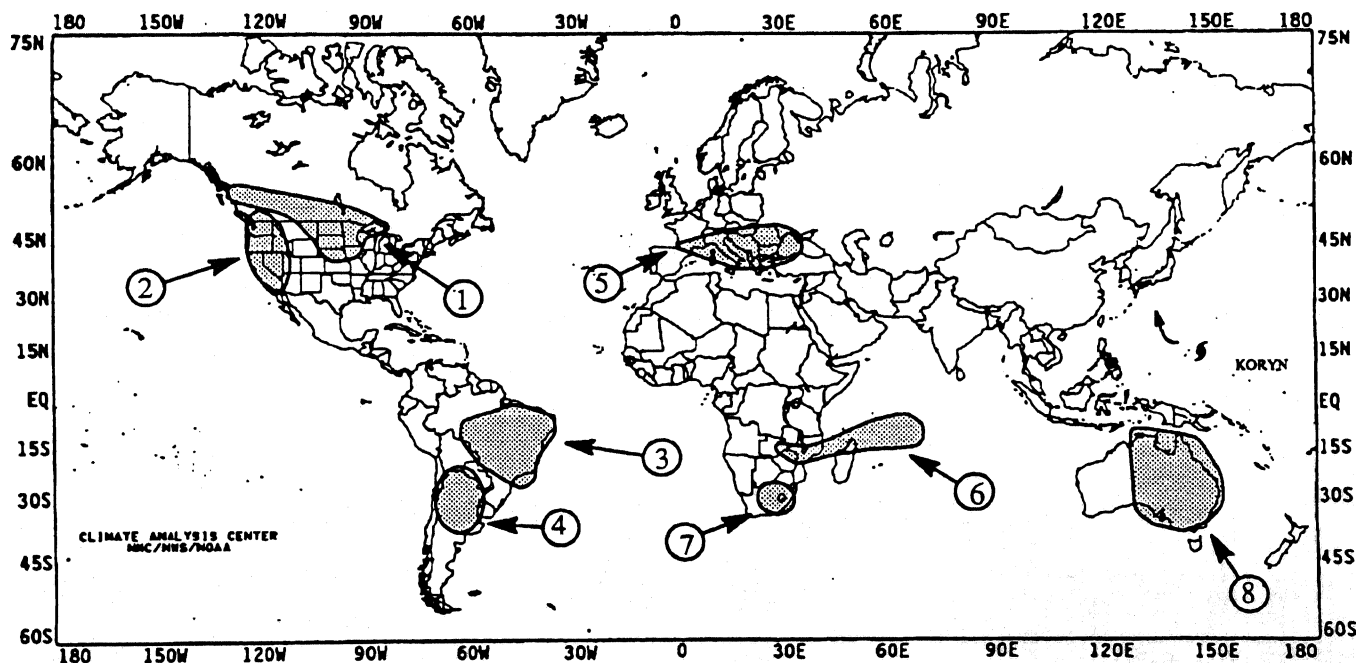 180 150W 120W 90W 60W 30W 0 30E 60E 90E 120E 150E 180
75N 75N
60N 60N
45N 45N
30N 30N
15N 15N
KORYN
EQ EQ
15S 15S
30S 30S
45S 45S
60S 60S
1
2
3
4
5
6
7
8
CLIMATE ANALYSIS CENTER
NMC/NWS/NOAA
180 150W 120W 90W 60W 30W 0 30E 60E 90E 120E 150E 180